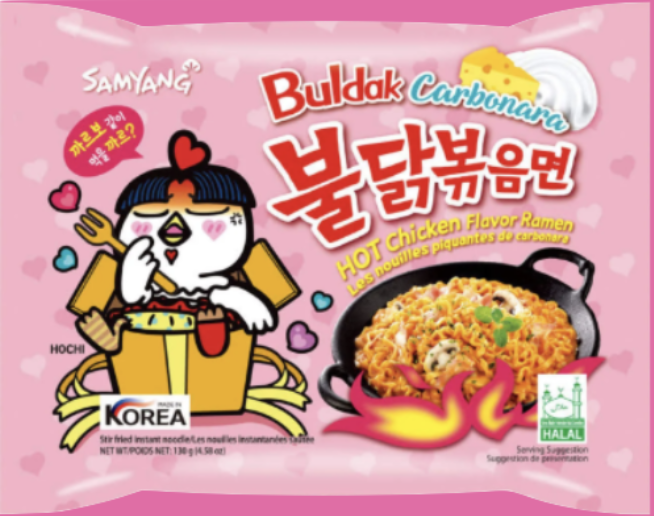 SAMYANG
까르보 같이
먹을 까르?
Buldak Carbonara
불닭볶음면
HOT Chicken Flavor Ramen
Les nouilles piquantes de carbonara
HOCHI
MADE IN
KOREA
Stir fried instant noodle/Les nouilles instantanées sautée
NET WT/POIDS NET: 130 g (4.58 oz)
HALAL
Serving Suggestion
Suggestion de présentation